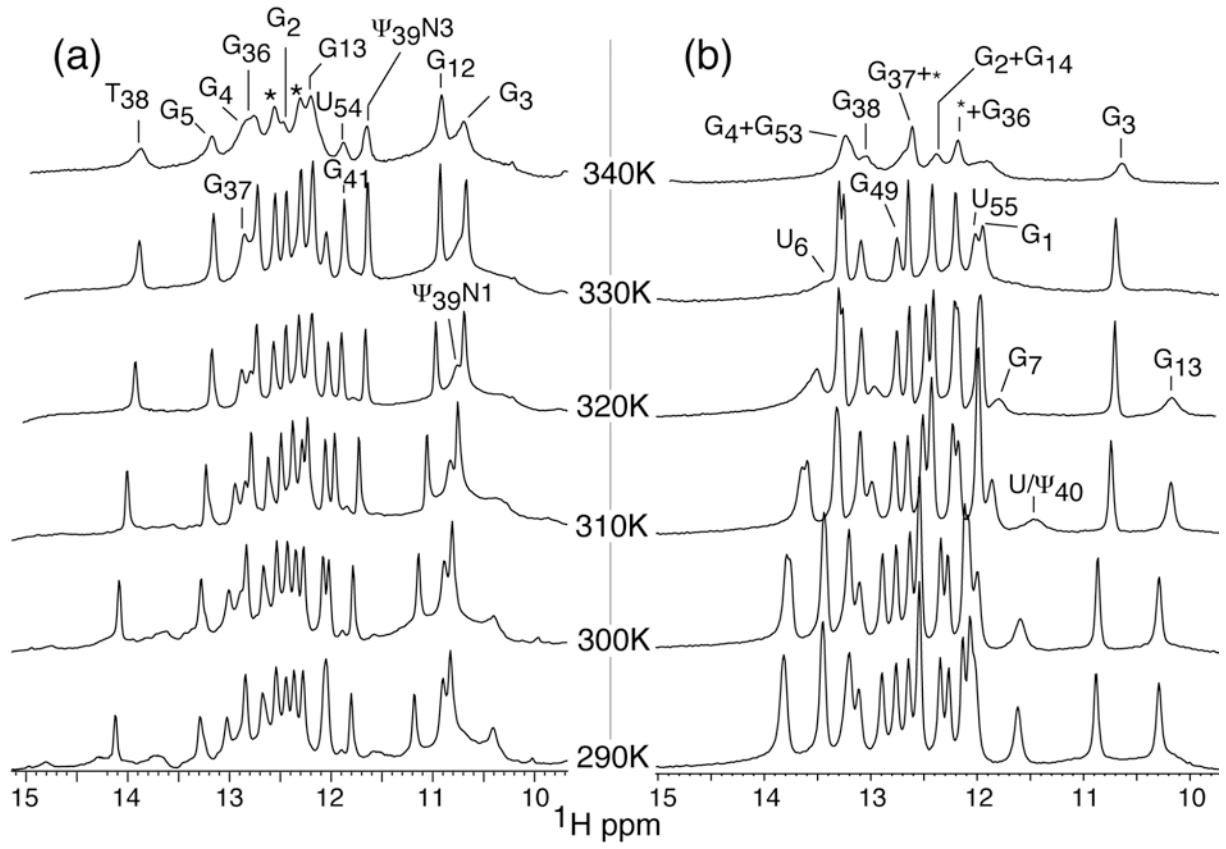 (a)
T38
G5
G4
G36
*
G2
*
G13
U54
Ψ39N3
G12
G3
G37
G41
Ψ39N1
340K
330K
320K
310K
300K
290K
(b)
G4+G53
G38
G37+*
G2+G14
*+G36
G3
U6
G49
U55
G1
G7
G13
U/Ψ40
15 14 13 12 11 10
15 14 13 12 11 10
1H ppm